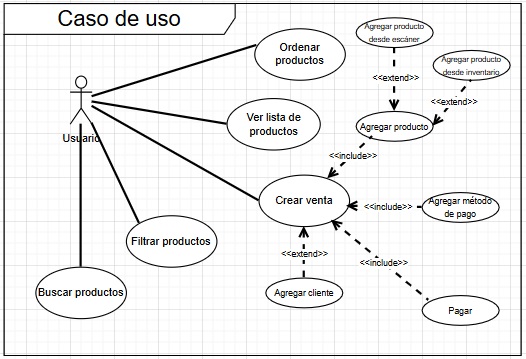 Caso de uso
Agregar producto
desde escáner
Ordenar
productos
Agregar producto
desde inventario
<<extend>>
<<extend>>
Ver lista de
productos
Agregar producto
Usuario
<<include>>
Crear venta
Agregar método
de pago
<<include>>
Filtrar productos
<<extend>>
<<include>>
Buscar productos
Agregar cliente
Pagar